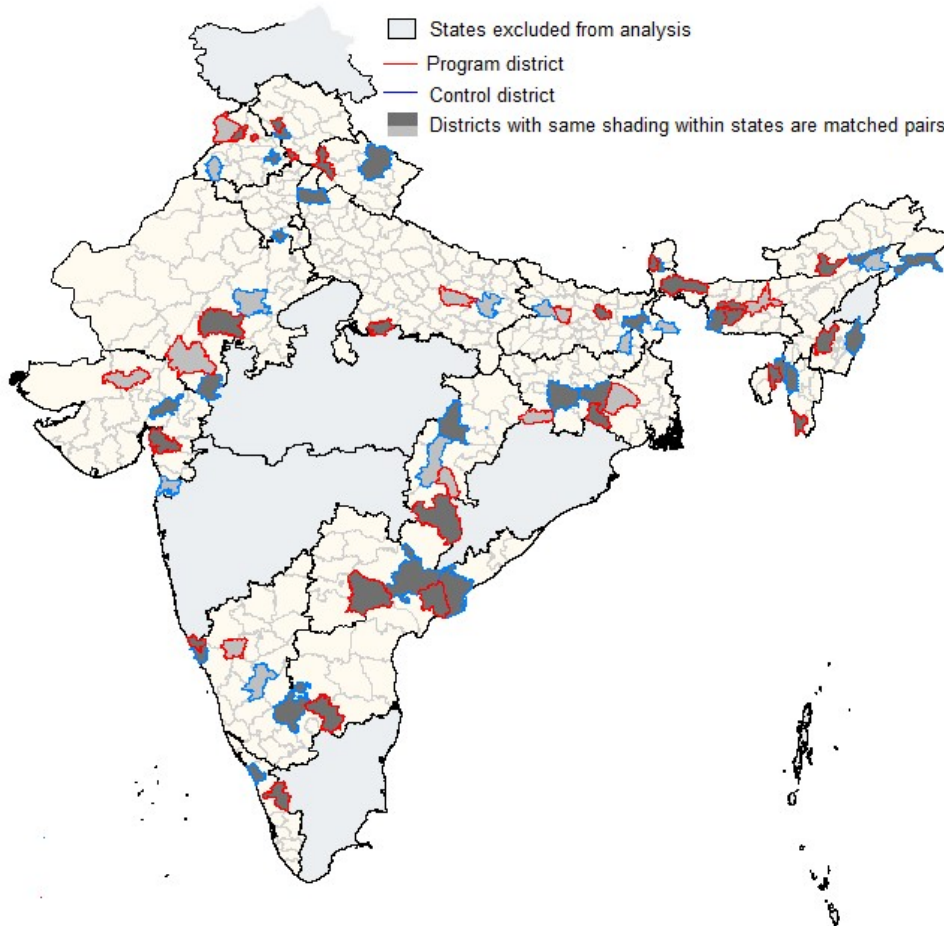 States excluded from analysis
Program district
Control district
Districts with same shading within states are matched pairs